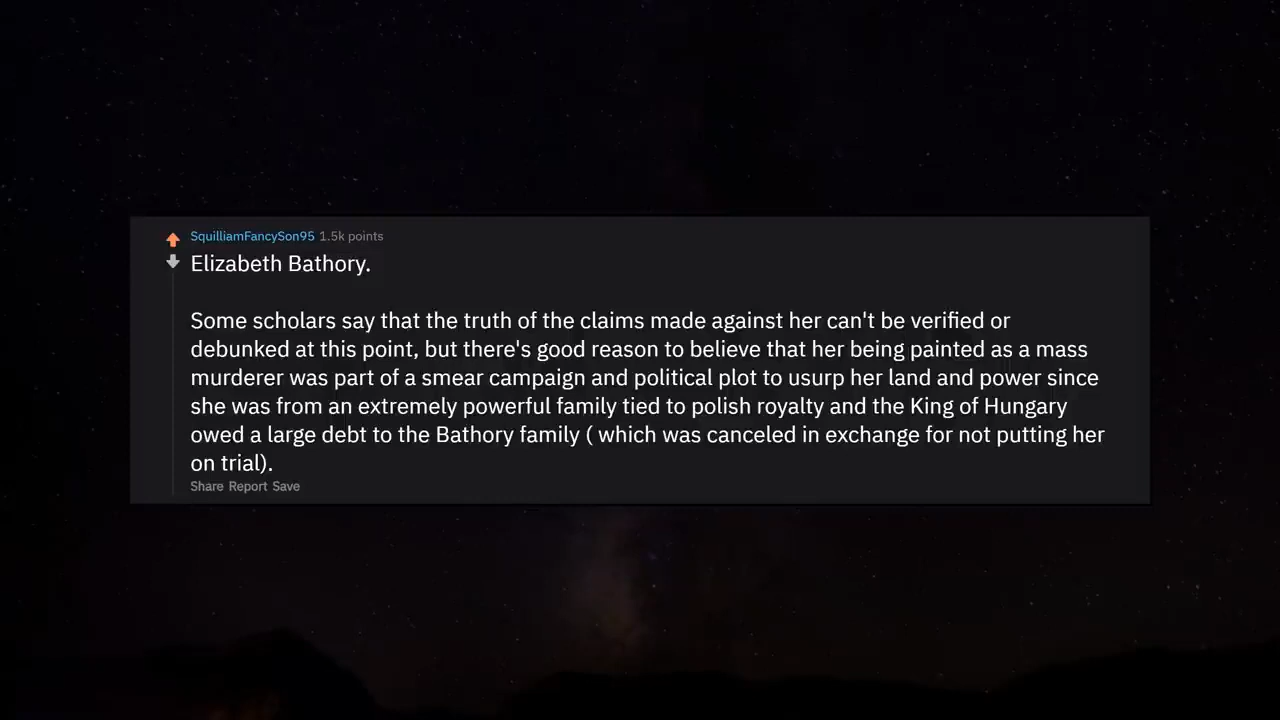 SquilliamFancySon95 1.5k points
Elizabeth Bathory.
Some scholars say that the truth of the claims made against her can't be verified or
debunked at this point, but there's good reason to believe that her being painted as a mass
murderer was part of a smear campaign and political plot to usurp her land and power since
she was from an extremely powerful family tied to polish royalty and the King of Hungary
owed a large debt to the Bathory family ( which was canceled in exchange for not putting her
on trial).
Share Report Save